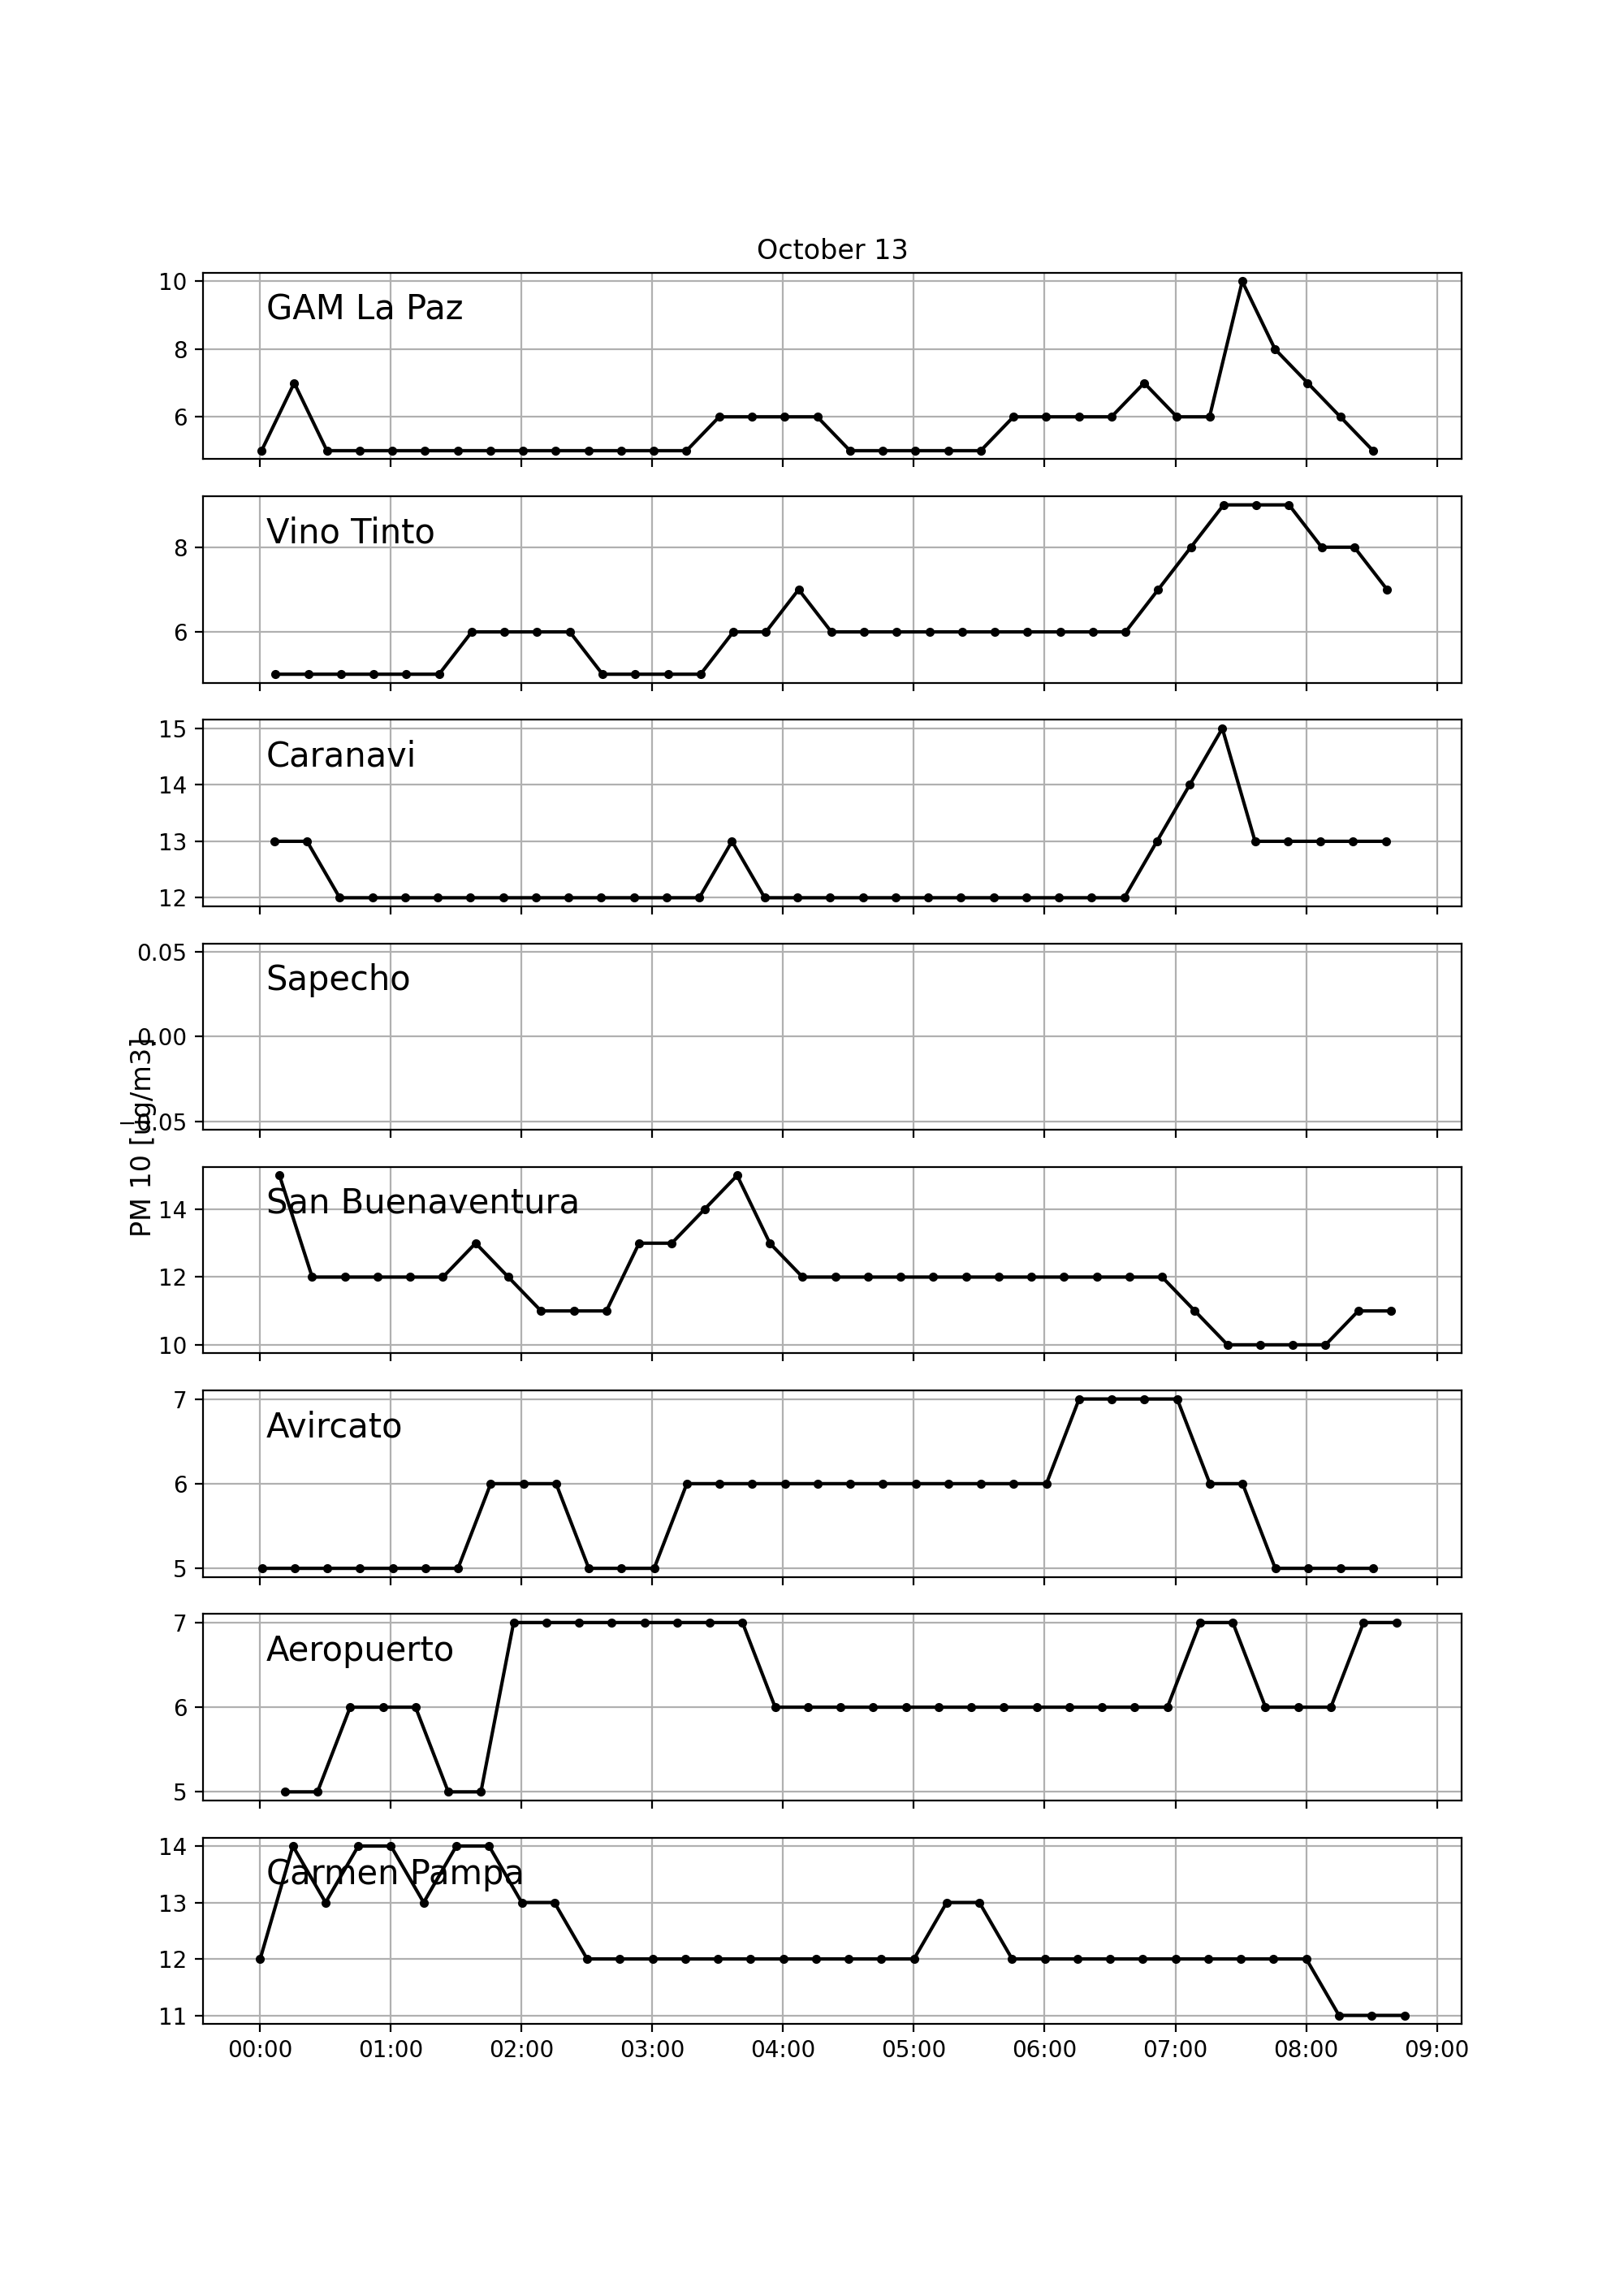 October 13
10
GAM La Paz
8
6
Vino Tinto
8
6
15
Caranavi
14
13
12
0.05
Sapecho
0.00
−0.05
PM 10 [ug/m3]
San Buenaventura
14
12
10
7
Avircato
6
5
7
Aeropuerto
6
5
14
Carmen Pampa
13
12
11
00:00 01:00 02:00 03:00 04:00 05:00 06:00 07:00 08:00 09:00